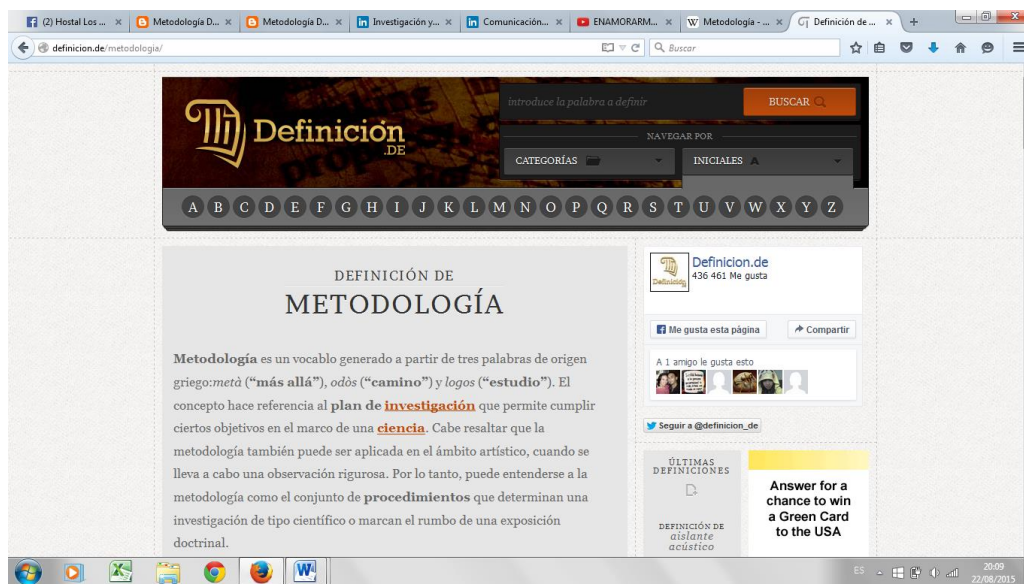 (2) Hostal Los ...
Metodología D...
Metodología D...
Investigación y...
Comunicación...
ENAMORARM...
Metodología - ...
Definición de ...
definicion.de/metodologia/
Buscar
Definición
.DE
introduce la palabra a definir
BUSCAR
NAVEGAR POR
CATEGORÍAS
INICIALES A
A B C D E F G H I J K L M N O P Q R S T U V W X Y Z
DEFINICIÓN DE
METODOLOGÍA
Metodología es un vocablo generado a partir de tres palabras de origen
griego:metà (“más allá”), odòs (“camino”) y logos (“estudio”). El
concepto hace referencia al plan de investigación que permite cumplir
ciertos objetivos en el marco de una ciencia. Cabe resaltar que la
metodología también puede ser aplicada en el ámbito artístico, cuando se
lleva a cabo una observación rigurosa. Por lo tanto, puede entenderse a la
metodología como el conjunto de procedimientos que determinan una
investigación de tipo científico o marcan el rumbo de una exposición
doctrinal.
Definición
Definicion.de
436 461 Me gusta
Me gusta esta página
Compartir
A 1 amigo le gusta esto
Seguir a @definicion_de
ÚLTIMAS
DEFINICIONES
DEFINICIÓN DE
aislante
acústico
Answer for a
chance to win
a Green Card
to the USA
ES
20:09
22/08/2015